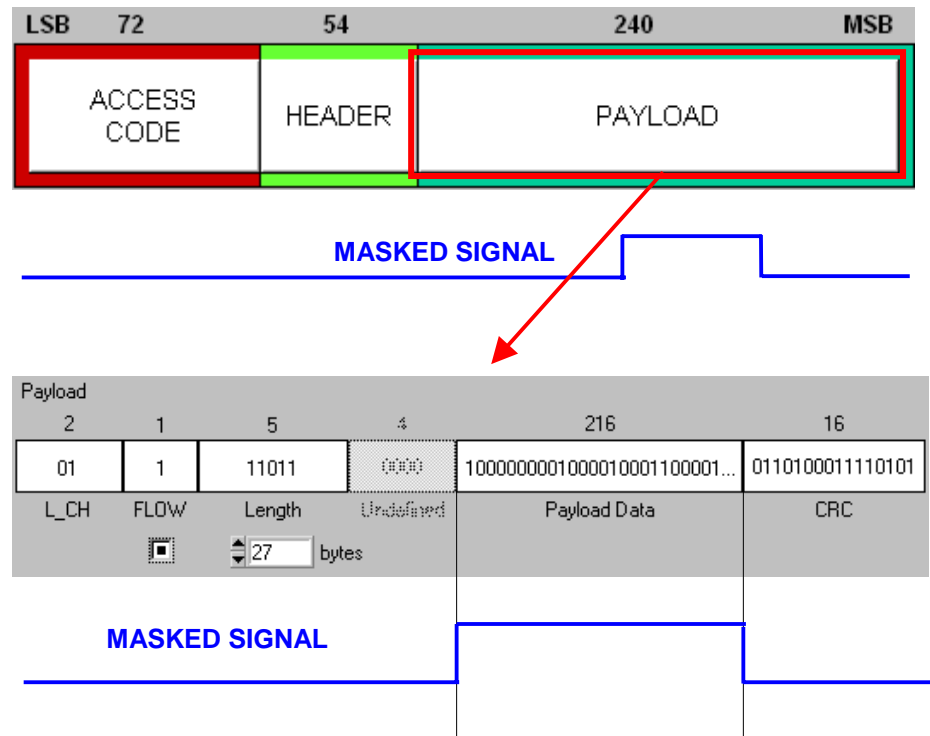 LSB 72 54 240 MSB
ACCESS
CODE
HEADER
PAYLOAD
MASKED SIGNAL
Payload
2 1 5 4 216 16
01 1 11011 0000 10000000010000100011100001... 0110100011110101
L_CH FLOW Length Undefined Payload Data CRC
27 bytes
MASKED SIGNAL